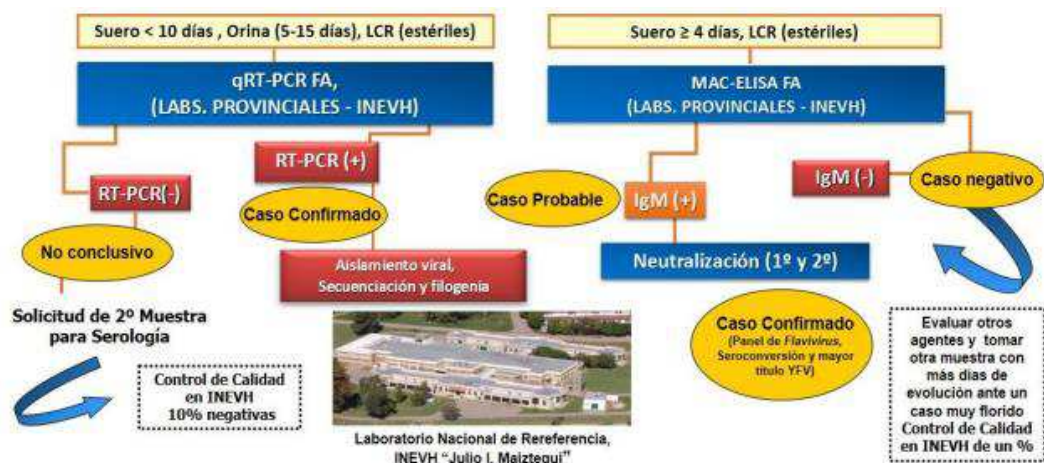 Suero < 10 días , Orina (5-15 días), LCR (estériles)
qRT-PCR FA,
(LABS. PROVINCIALES - INEVH)
RT-PCR (+)
RT-PCR(-)
Caso Confirmado
No conclusivo
Aislamiento viral,
Secuenciación y filogenia
Solicitud de 2º Muestra
para Serología
Control de Calidad
en INEVH
10% negativas
Laboratorio Nacional de Rereferencia,
INEVH "Julio I. Maiztegui"
Suero ≥ 4 días, LCR (estériles)
MAC-ELISA FA
(LABS. PROVINCIALES - INEVH)
Caso Probable
IgM (+)
IgM (-)
Caso negativo
Neutralización (1º y 2º)
Caso Confirmado
(Panel de Flavivirus,
Seroconversión y mayor
título YFV)
Evaluar otros
agentes y tomar
otra muestra con
más días de
evolución ante un
caso muy florido
Control de Calidad
en INEVH de un %